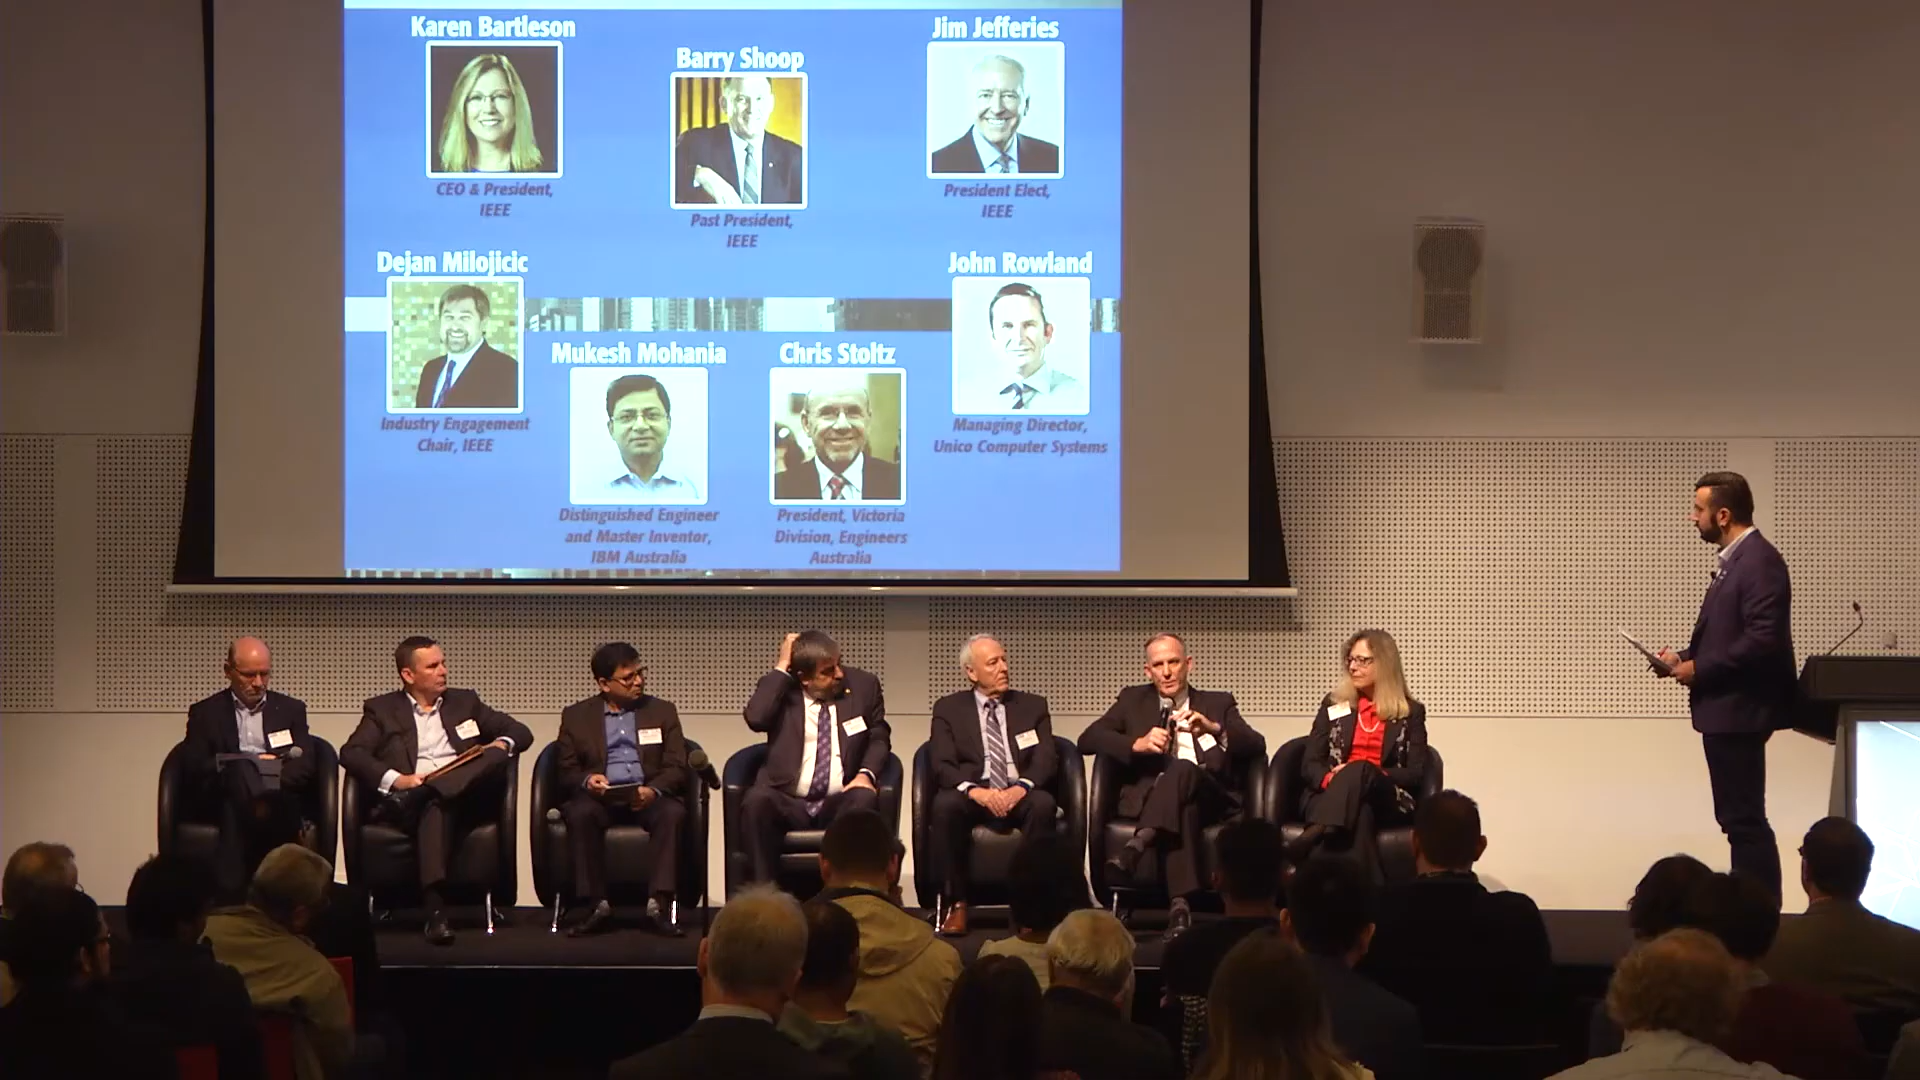 Karen Bartleson
CEO & President,
IEEE
Barry Shoop
Past President,
IEEE
Jim Jefferies
President Elect,
IEEE
Dejan Milojicic
Industry Engagement
Chair, IEEE
Mukesh Mohania
Distinguished Engineer
and Master Inventor,
IBM Australia
Chris Stoltz
President, Victoria
Division, Engineers
Australia
John Rowland
Managing Director,
Unico Computer Systems